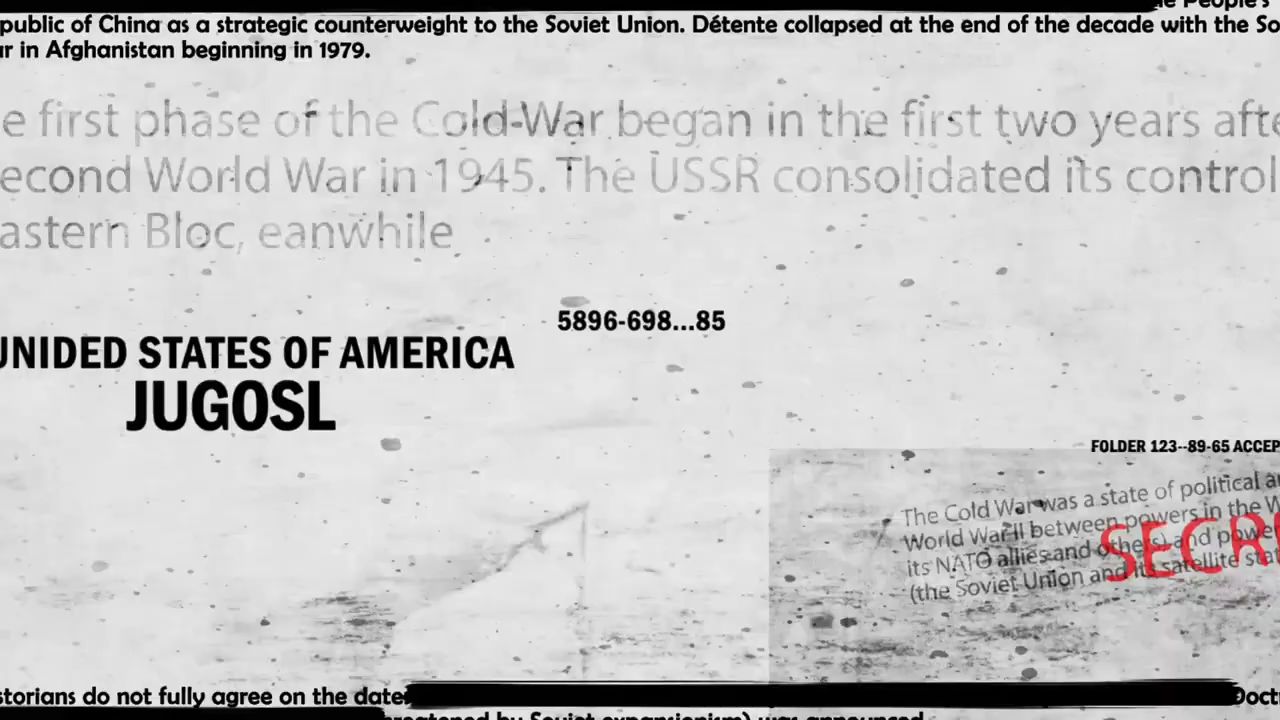 public of China as a strategic counterweight to the Soviet Union. Détente collapsed at the end of the decade with the So
r in Afghanistan beginning in 1979.
e first phase of the Cold-War began in the first two years afte
econd World War in 1945. The USSR consolidated its control
astern Bloc, eanwhile
5896-698...85
UNIDED STATES OF AMERICA
JUGOSL
FOLDER 123--89-65 ACCEP
The Cold War was a state of political a
World War II between powers in the W
its NATO allies and others) and powe
(the Soviet Union and its satellite sta
SECR
storians do not fully agree on the date
Doct